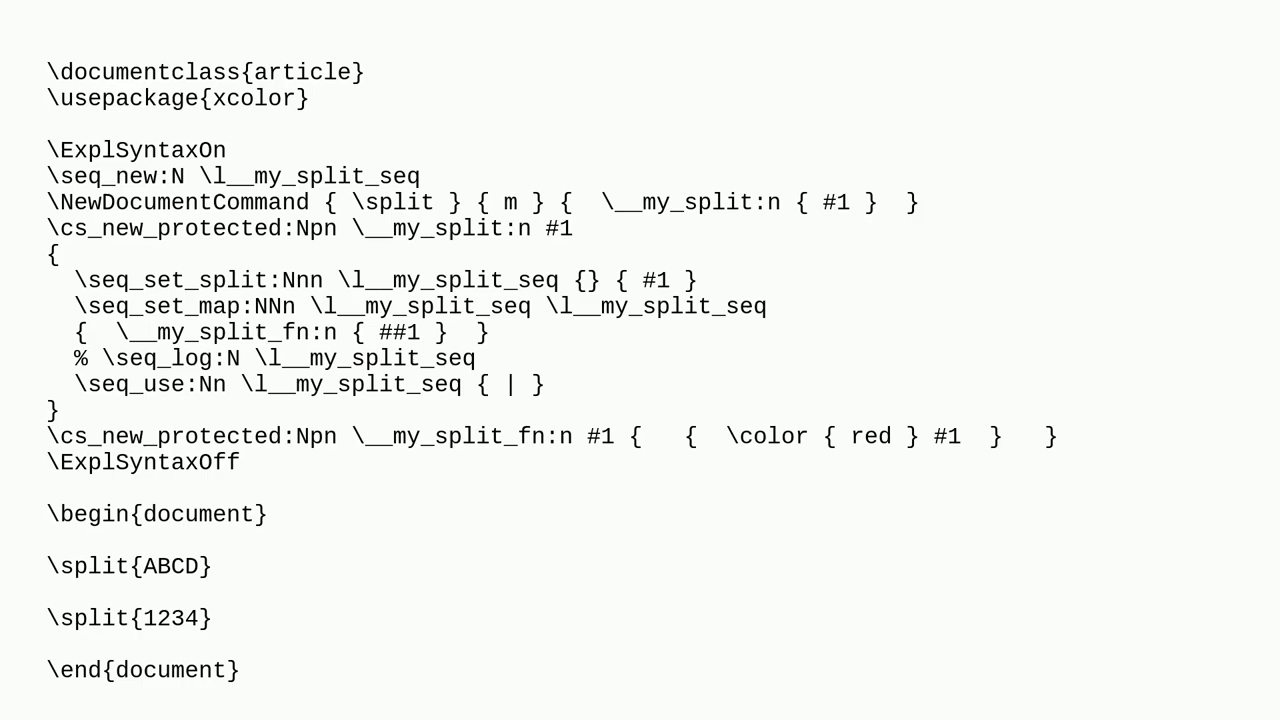 \documentclass{article}
\usepackage{xcolor}

\ExplSyntaxOn
\seq_new:N \l__my_split_seq
\NewDocumentCommand { \split } { m } {  \__my_split:n { #1 }  }
\cs_new_protected:Npn \__my_split:n #1
{
  \seq_set_split:Nnn \l__my_split_seq {} { #1 }
  \seq_set_map:NNn \l__my_split_seq \l__my_split_seq
  {  \__my_split_fn:n { ##1 }  }
  % \seq_log:N \l__my_split_seq
  \seq_use:Nn \l__my_split_seq { | }
}
\cs_new_protected:Npn \__my_split_fn:n #1 {   {  \color { red } #1  }   }
\ExplSyntaxOff

\begin{document}

\split{ABCD}

\split{1234}

\end{document}